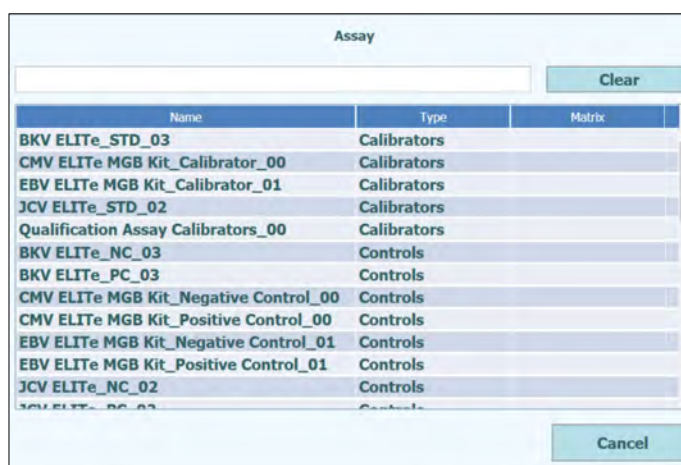 Assay
Clear
Name Type Matrix
BKV ELITe_STD_03 Calibrators
CMV ELITe MGB Kit_Calibrator_00 Calibrators
EBV ELITe MGB Kit_Calibrator_01 Calibrators
JCV ELITe_STD_02 Calibrators
Qualification Assay Calibrators_00 Calibrators
BKV ELITe_NC_03 Controls
BKV ELITe_PC_03 Controls
CMV ELITe MGB Kit_Negative Control_00 Controls
CMV ELITe MGB Kit_Positive Control_00 Controls
EBV ELITe MGB Kit_Negative Control_01 Controls
EBV ELITe MGB Kit_Positive Control_01 Controls
JCV ELITe_NC_02 Controls
Cancel